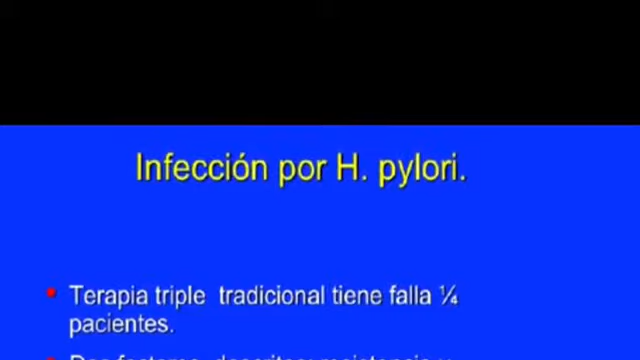 Infección por H. pylori.
Terapia triple tradicional tiene falla ¼
pacientes.